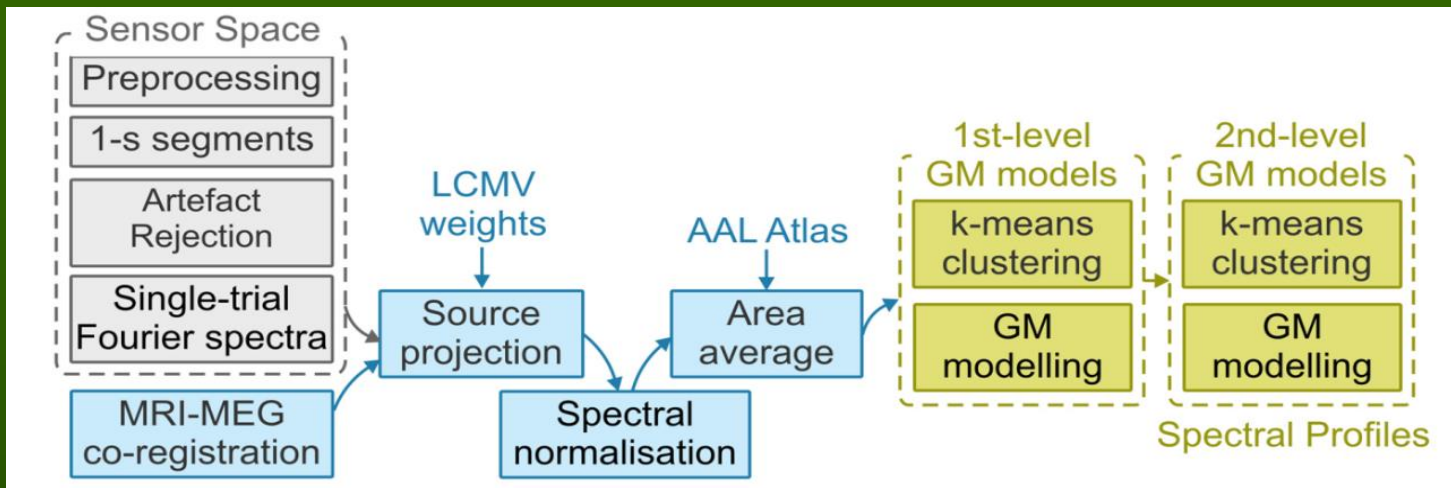 Sensor Space
Preprocessing
1-s segments
Artefact
Rejection
Single-trial
Fourier spectra
MRI-MEG
co-registration
LCMV
weights
Source
projection
Spectral
normalisation
AAL Atlas
Area
average
1st-level
GM models
k-means
clustering
GM
modelling
2nd-level
GM models
k-means
clustering
GM
modelling
Spectral Profiles